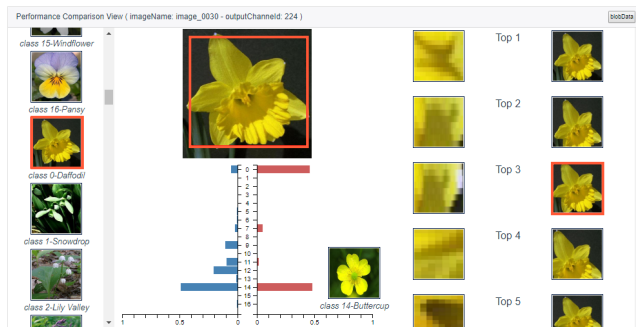 Performance Comparison View ( imageName: image_0030 - outputChannelId: 224 )
blobData
class 15-Windflower
class 16-Pansy
class 0-Daffodil
class 1-Snowdrop
class 2-Lily Valley
0
1
2
3
4
5
6
7
8
9
10
11
12
13
14
15
16
1 0.5 0 0 0.5 1
class 14-Buttercup
Top 1
Top 2
Top 3
Top 4
Top 5